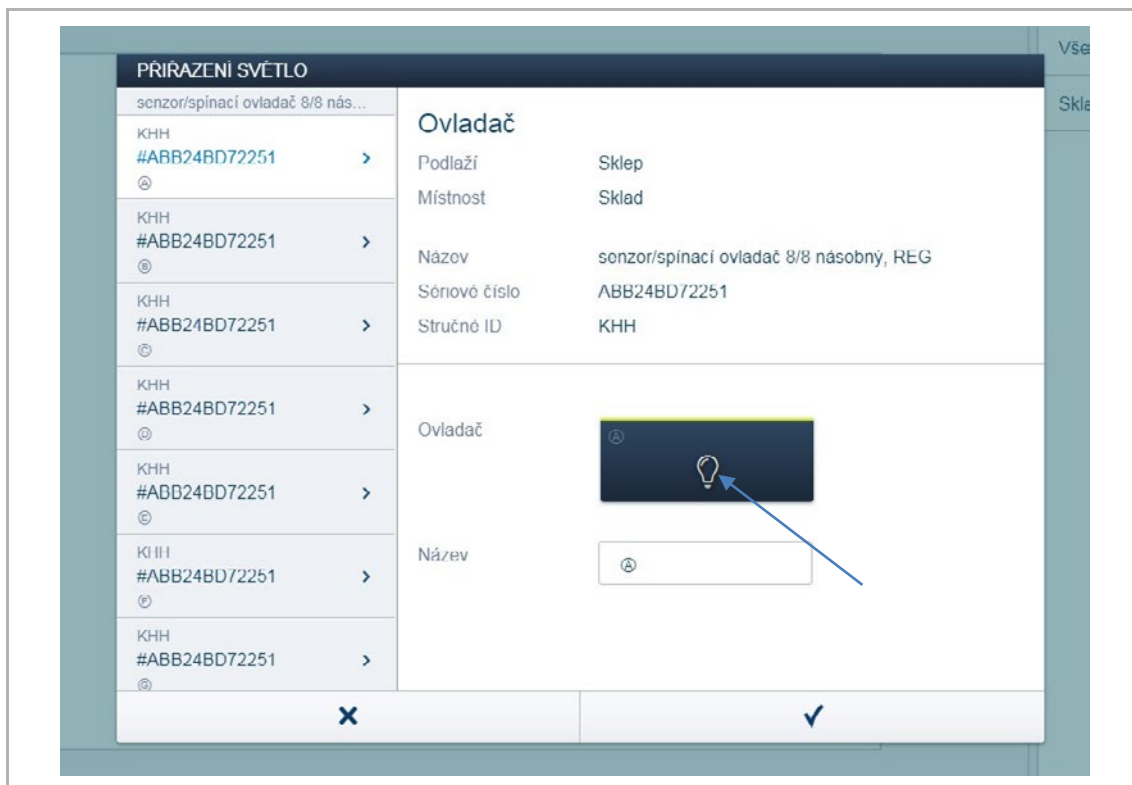 PŘIŘAZENÍ SVĚTLO
senzor/spínací ovladač 8/8 nás...
KHH
#ABB24BD72251
Ⓐ
KHH
#ABB24BD72251
Ⓑ
KHH
#ABB24BD72251
Ⓒ
KHH
#ABB24BD72251
Ⓓ
KHH
#ABB24BD72251
Ⓔ
KHH
#ABB24BD72251
Ⓕ
KHH
#ABB24BD72251
Ⓖ
Ovladač
Podlaží Sklep
Místnost Sklad
Název senzor/spínací ovladač 8/8 násobný, REG
Sériové číslo ABB24BD72251
Stručné ID KHH
Ovladač
Ⓐ
Název Ⓐ
Vše
Skla